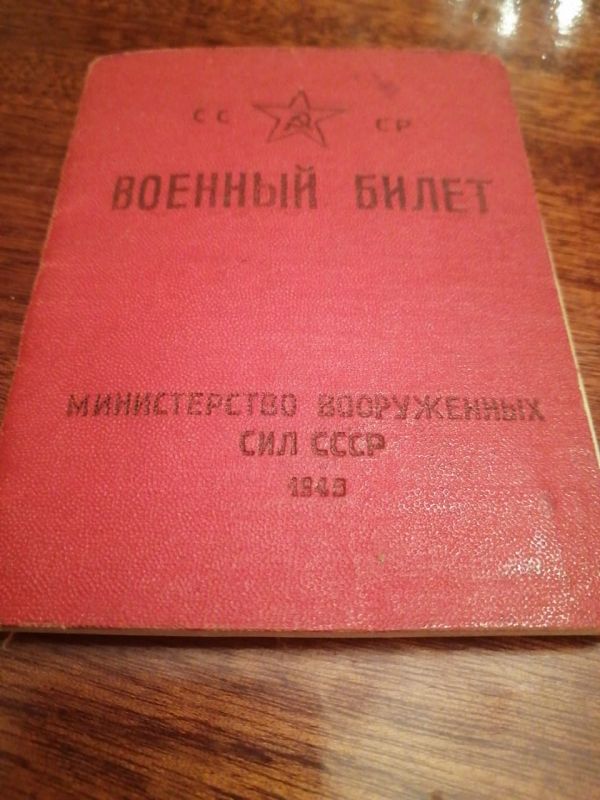 СС СР
ВОЕННЫЙ БИЛЕТ
МИНИСТЕРСТВО ВООРУЖЕННЫХ
СИЛ СССР